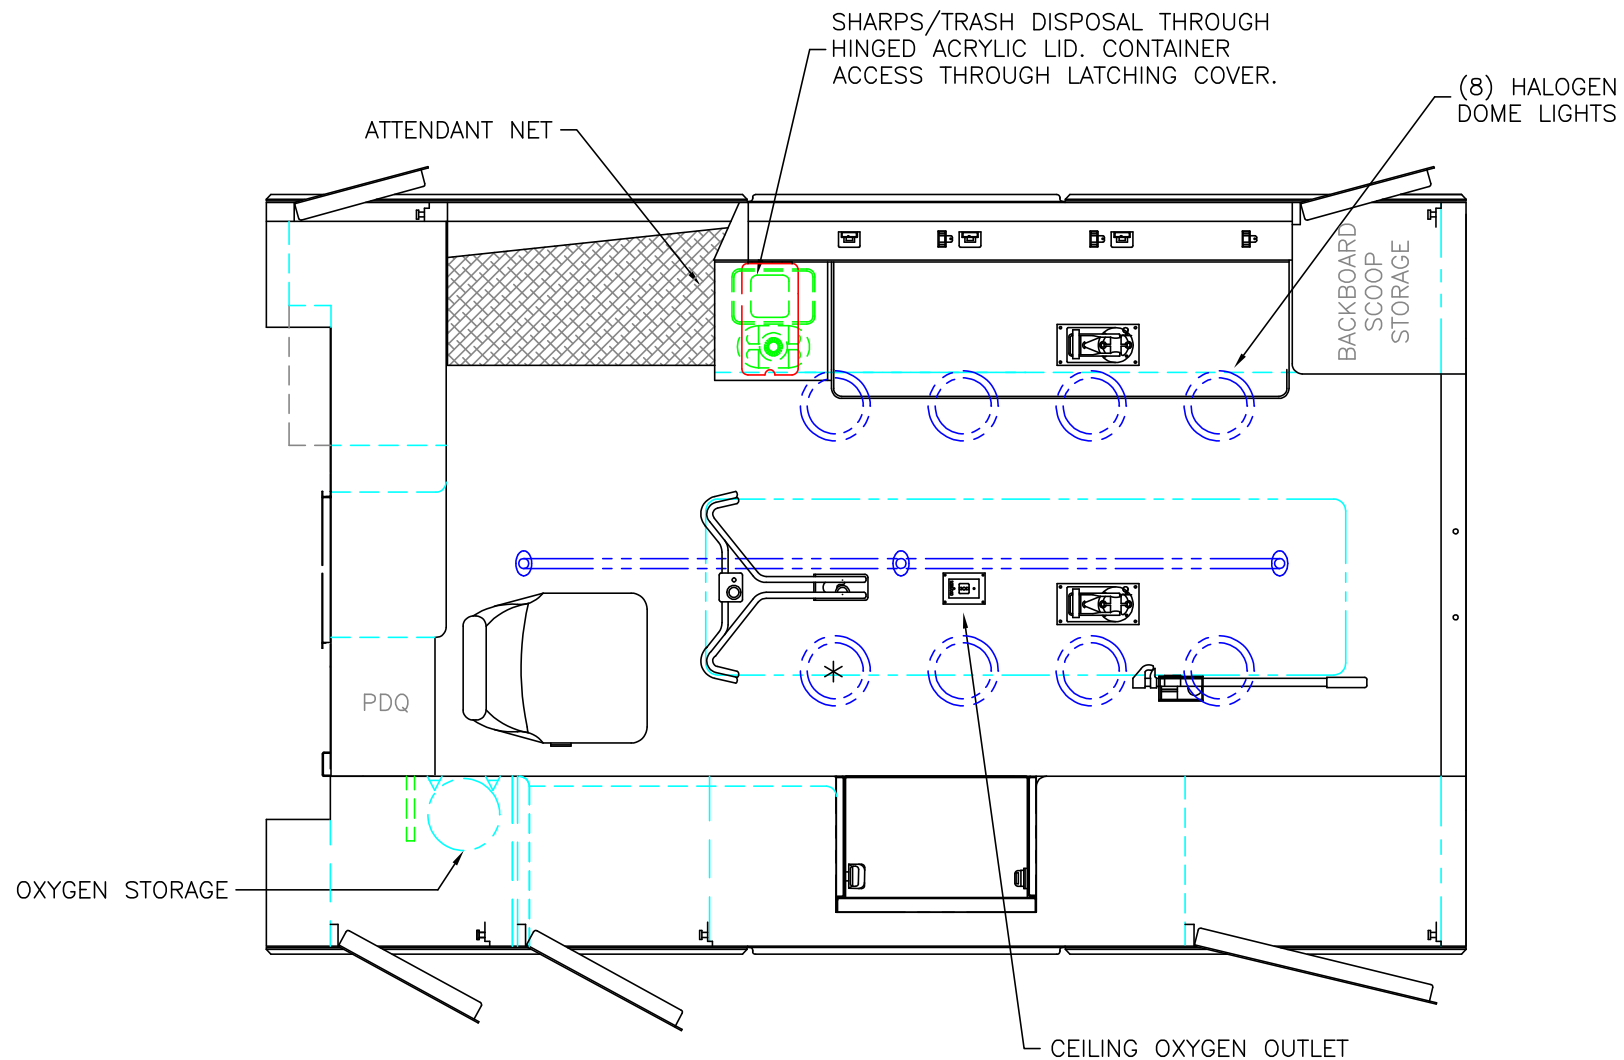 SHARPS/TRASH DISPOSAL THROUGH
HINGED ACRYLIC LID. CONTAINER
ACCESS THROUGH LATCHING COVER.
(8) HALOGEN
DOME LIGHTS
ATTENDANT NET
BACKBOARD
SCOOP
STORAGE
PDQ
OXYGEN STORAGE
CEILING OXYGEN OUTLET